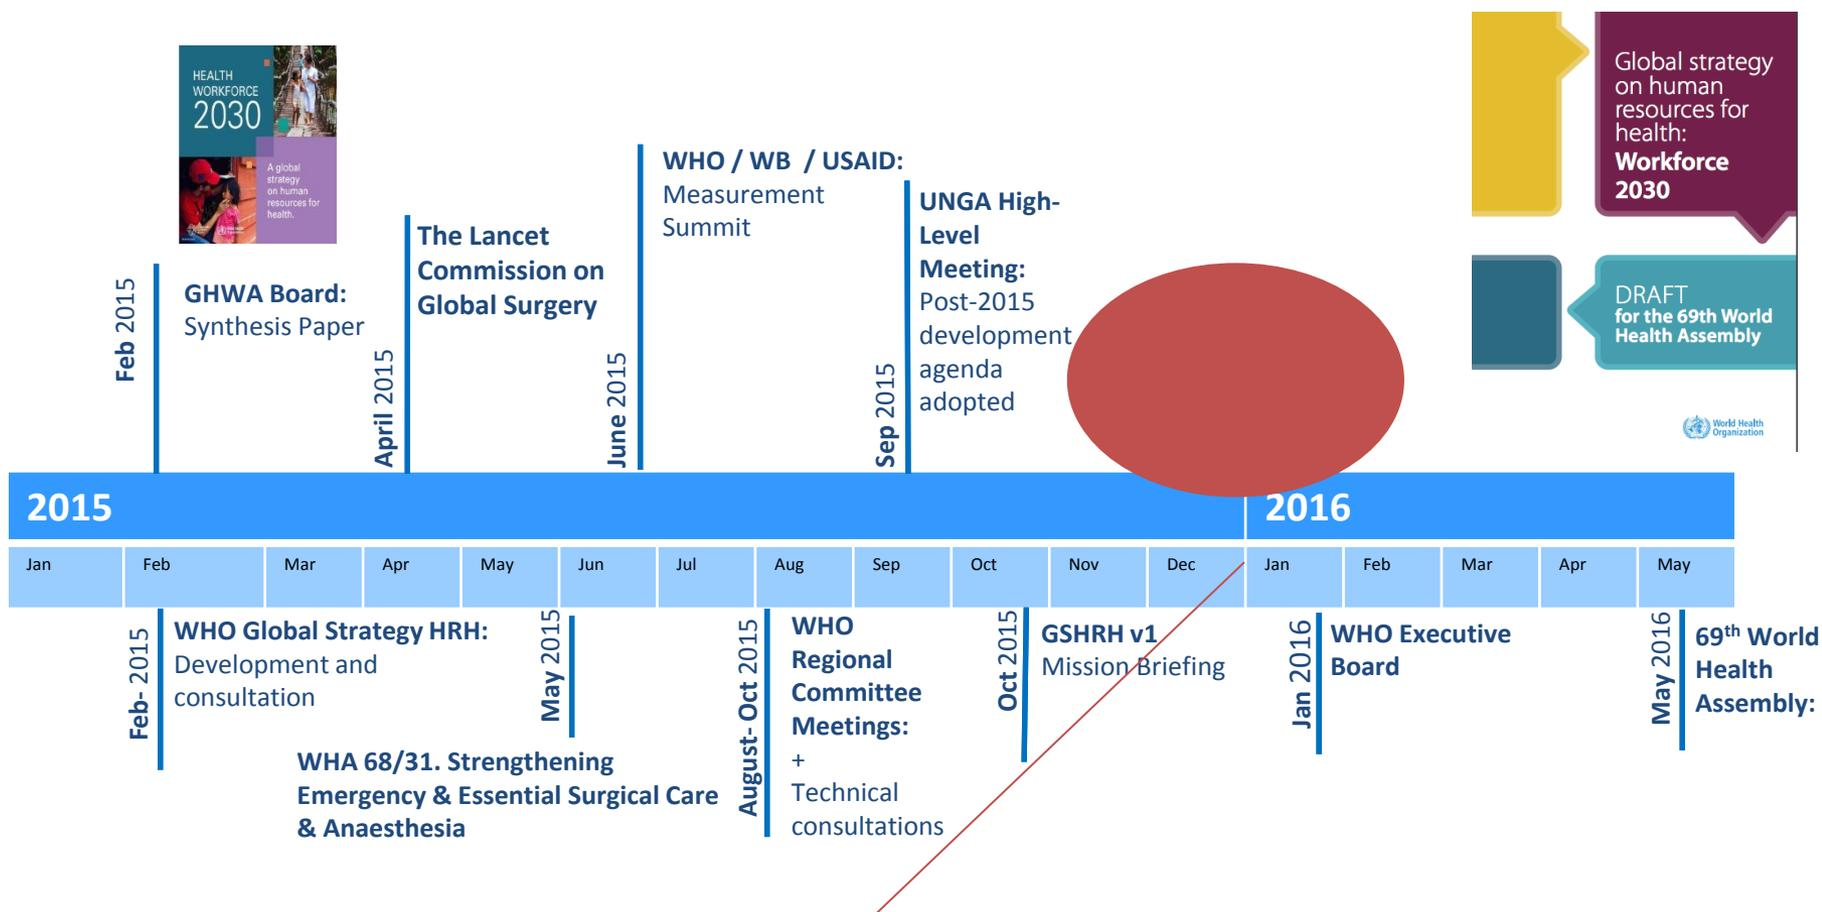 HEALTH
WORKFORCE
2030
A global
strategy
on human
resources for
health.
Global strategy
on human
resources for
health:
Workforce
2030
DRAFT
for the 69th World
Health Assembly
World Health
Organization
Feb 2015
GHWA Board:
Synthesis Paper
April 2015
The Lancet
Commission on
Global Surgery
June 2015
WHO / WB / USAID:
Measurement
Summit
Sep 2015
UNGA High-
Level
Meeting:
Post-2015
development
agenda
adopted
2015
2016
Jan Feb Mar Apr May Jun Jul Aug Sep Oct Nov Dec Jan Feb Mar Apr May
Feb- 2015
WHO Global Strategy HRH:
Development and
consultation
May 2015
WHA 68/31. Strengthening
Emergency & Essential Surgical Care
& Anaesthesia
August- Oct 2015
WHO
Regional
Committee
Meetings:
+
Technical
consultations
Oct 2015
GSHRH v1
Mission Briefing
Jan 2016
WHO Executive
Board
May 2016
69th World
Health
Assembly: